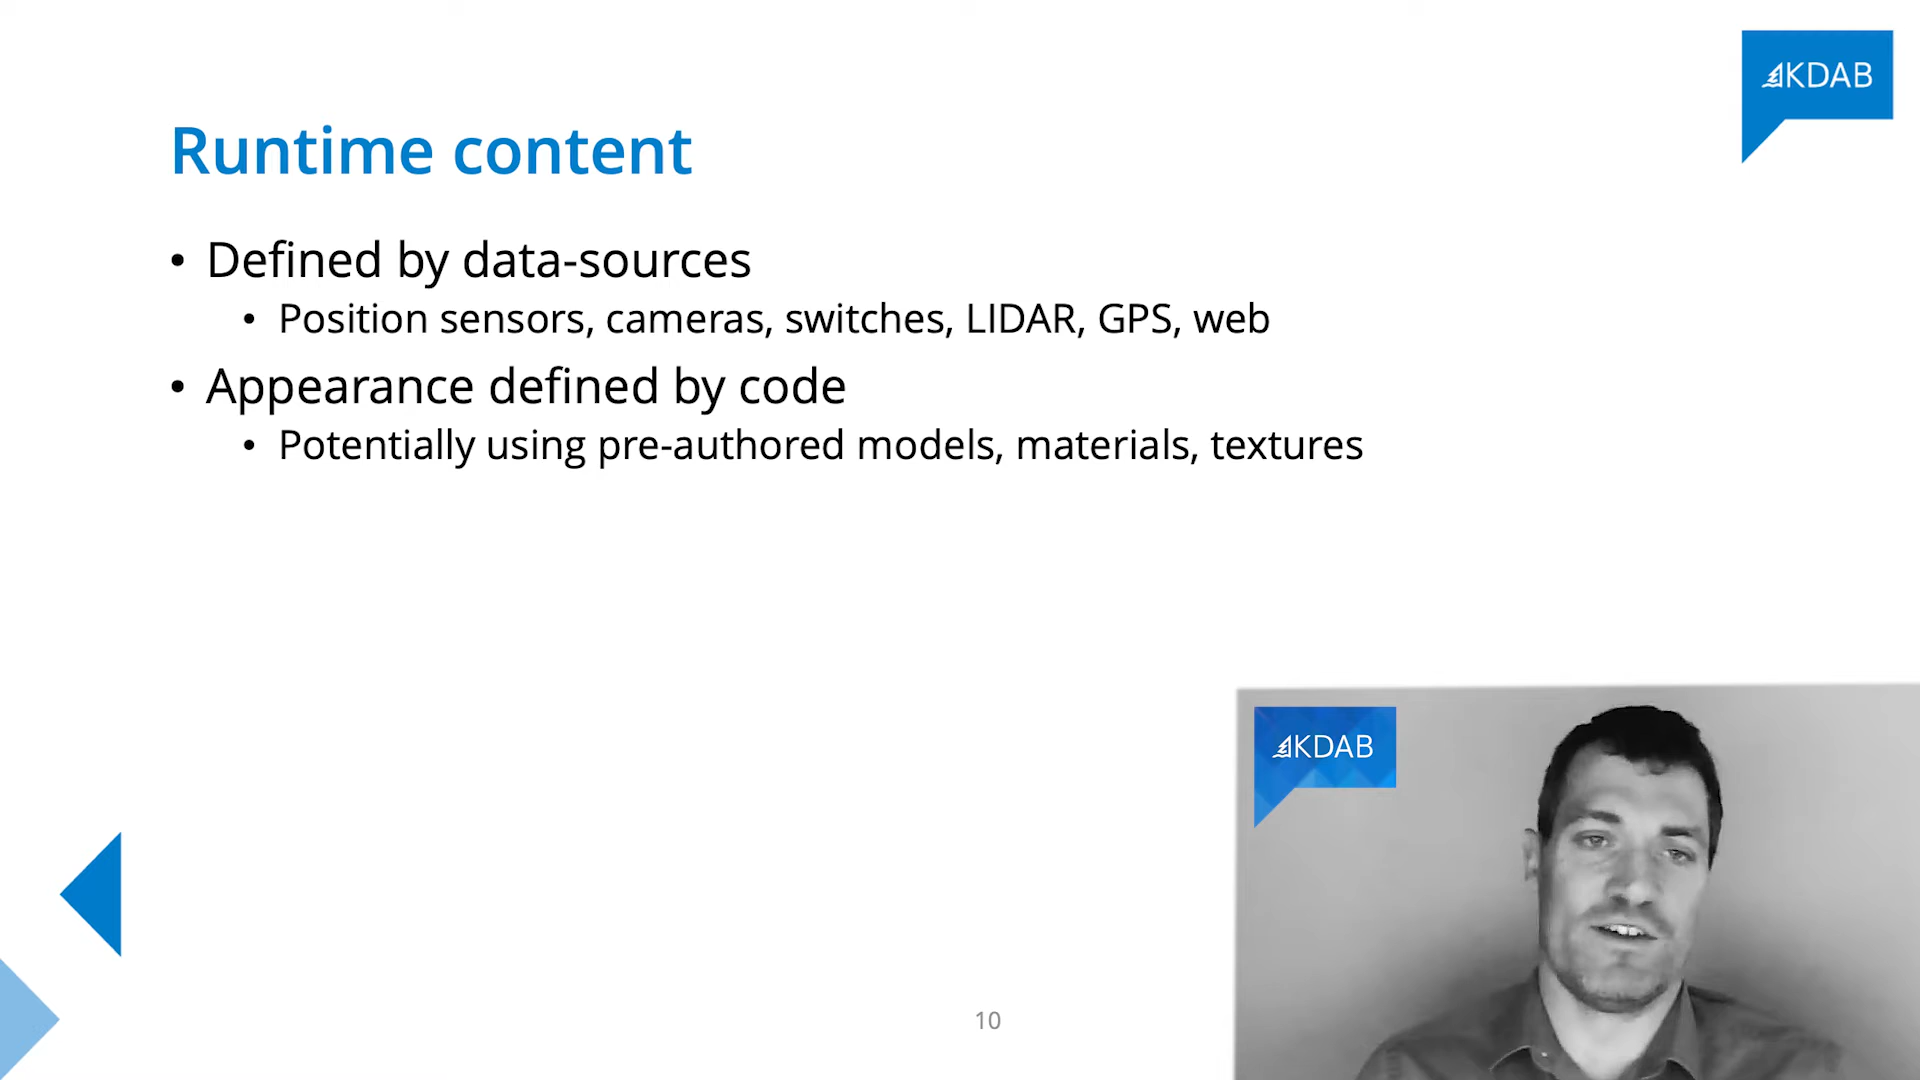 KDAB
Runtime content
• Defined by data-sources
• Position sensors, cameras, switches, LIDAR, GPS, web
• Appearance defined by code
• Potentially using pre-authored models, materials, textures
KDAB
10